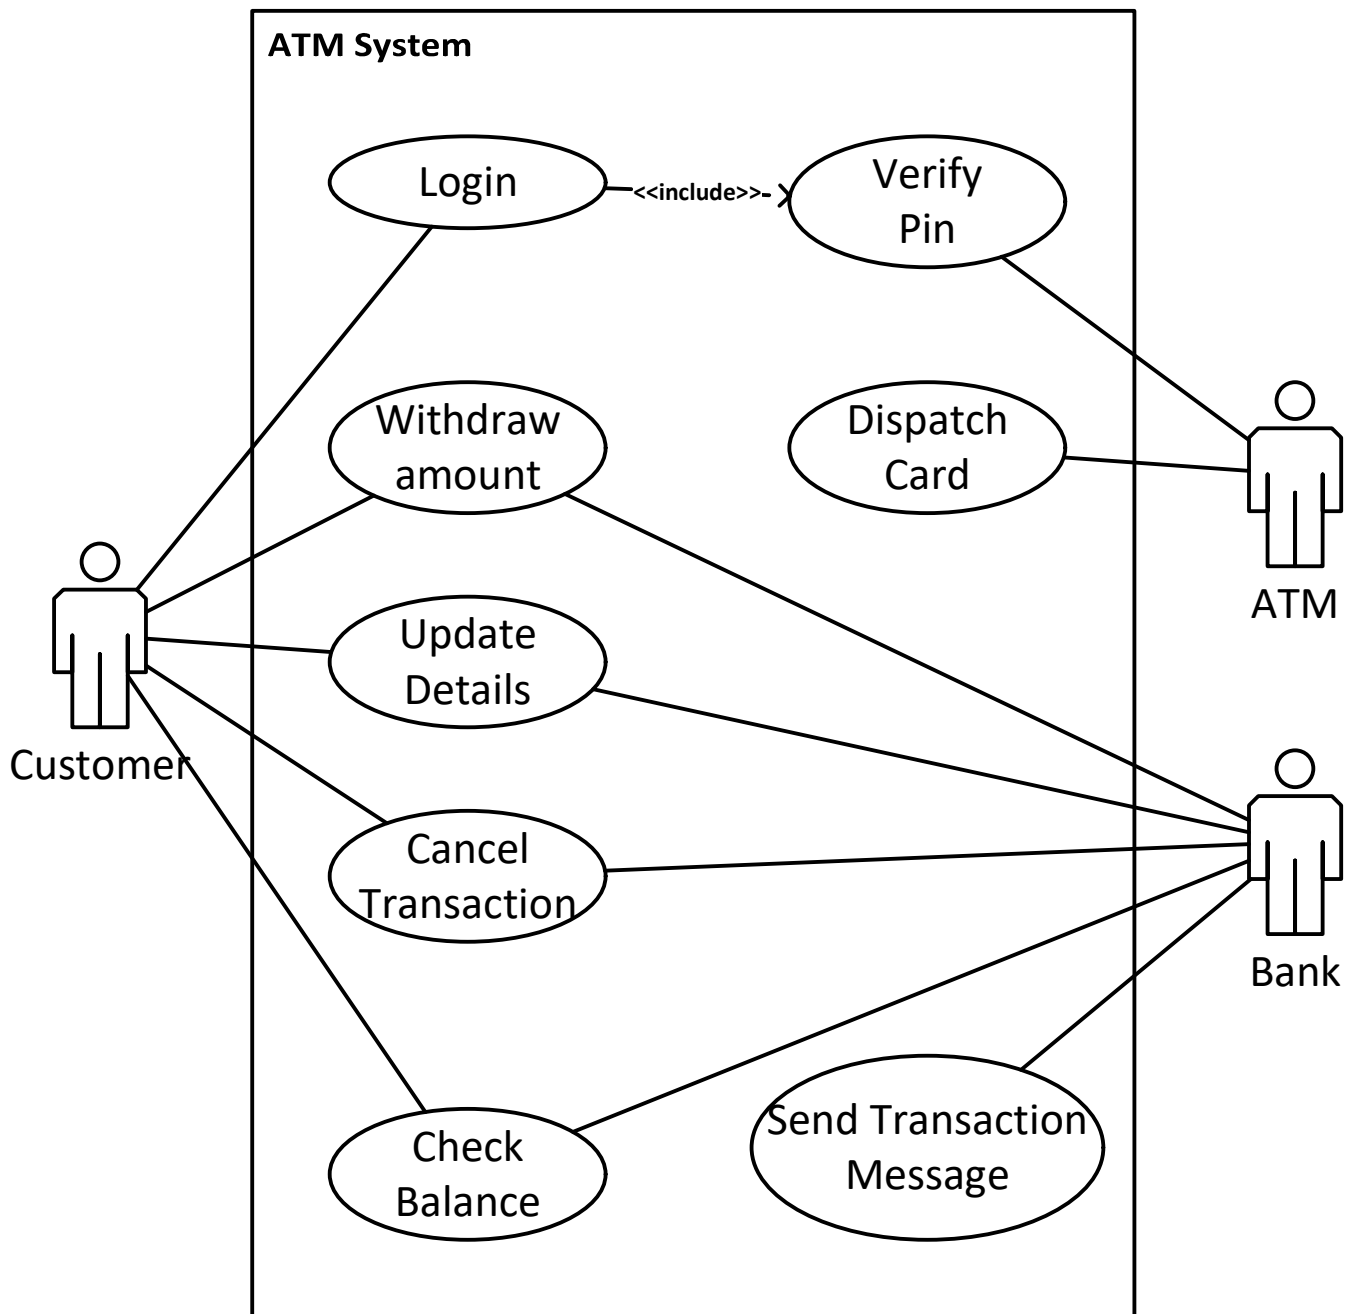 ATM System
Login
<<include>>
Verify
Pin
Withdraw
amount
Dispatch
Card
ATM
Update
Details
Customer
Cancel
Transaction
Bank
Check
Balance
Send Transaction
Message